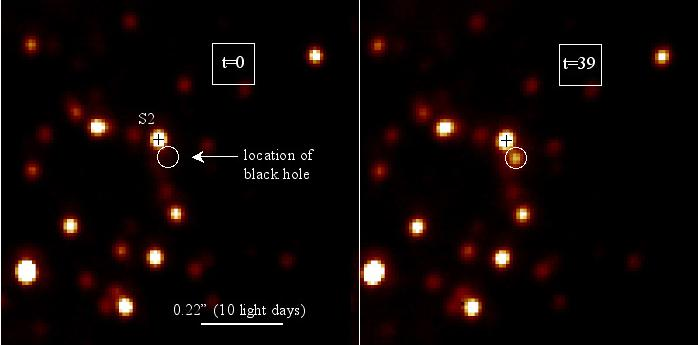 t=0
t=39
S2
location of
black hole
0.22” (10 light days)